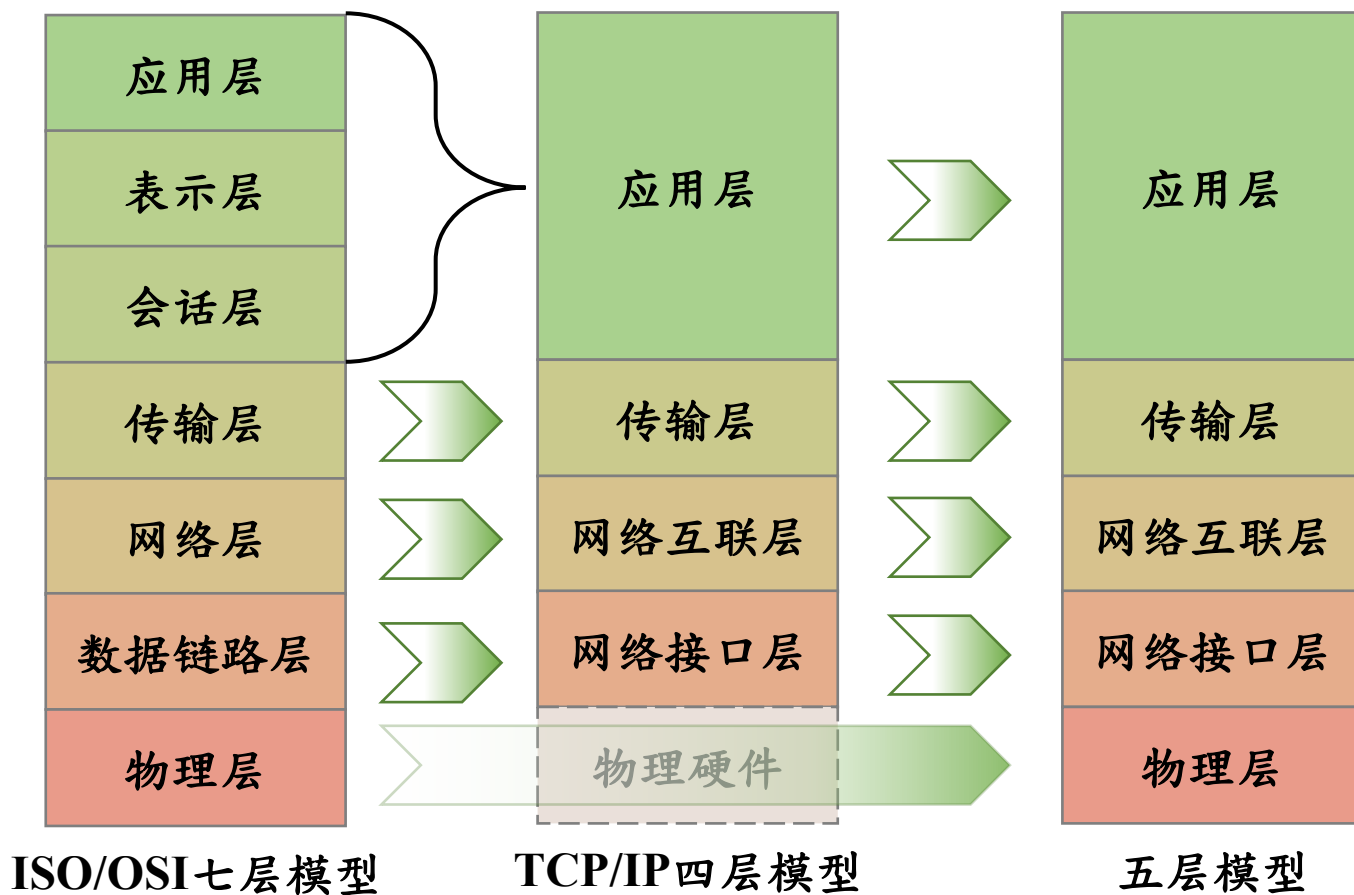 应用层
表示层
会话层
传输层
网络层
数据链路层
物理层
ISO/OSI七层模型
应用层
传输层
网络互联层
网络接口层
物理硬件
TCP/IP四层模型
应用层
传输层
网络互联层
网络接口层
物理层
五层模型